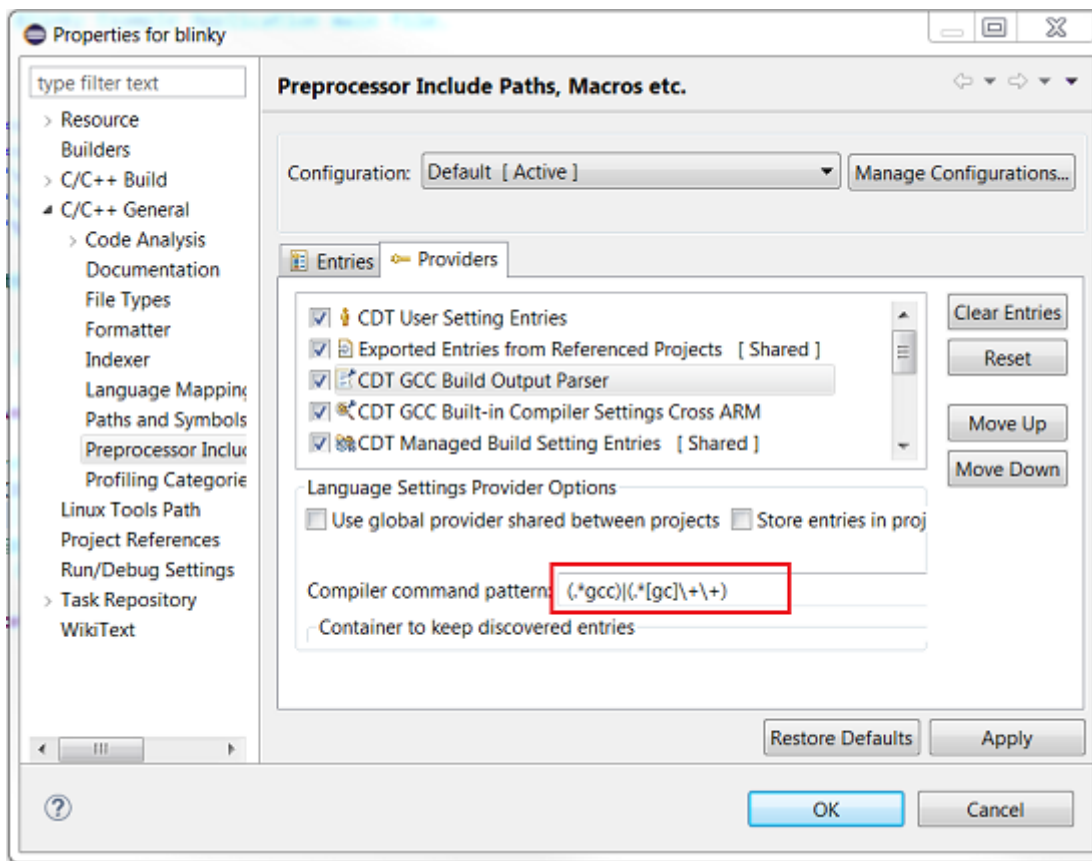 Properties for blinky
type filter text
Resource
Builders
C/C++ Build
C/C++ General
Code Analysis
Documentation
File Types
Formatter
Indexer
Language Mapping
Paths and Symbols
Preprocessor Includ
Profiling Categorie
Linux Tools Path
Project References
Run/Debug Settings
Task Repository
WikiText
Preprocessor Include Paths, Macros etc.
Configuration: Default [ Active ] Manage Configurations...
Entries Providers
CDT User Setting Entries
Exported Entries from Referenced Projects [ Shared ]
CDT GCC Build Output Parser
CDT GCC Built-in Compiler Settings Cross ARM
CDT Managed Build Setting Entries [ Shared ]
Clear Entries
Reset
Move Up
Move Down
Language Settings Provider Options
Use global provider shared between projects Store entries in proj
Compiler command pattern: (.*gcc)|(.*[gc]\+\+)
Container to keep discovered entries
Restore Defaults Apply
OK Cancel